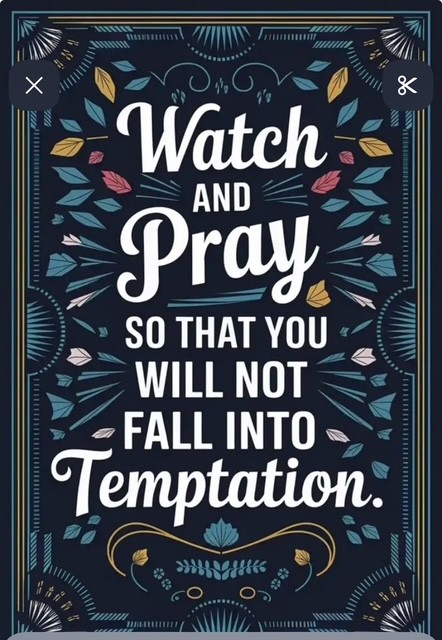 Watch
AND
Pray
SO THAT YOU
WILL NOT
FALL INTO
Temptation.